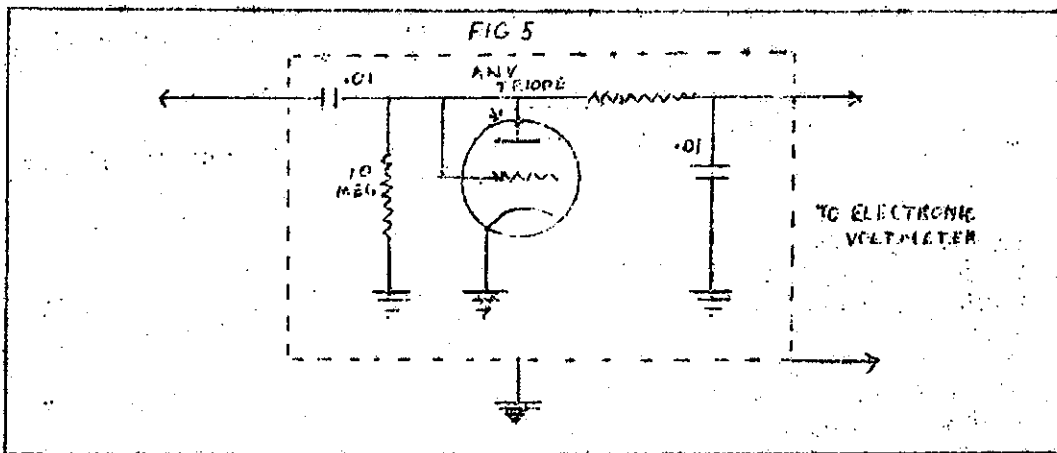 FIG 5
.01
ANY
TRIODE
10
MEG
.01
TO ELECTRONIC
VOLTMETER